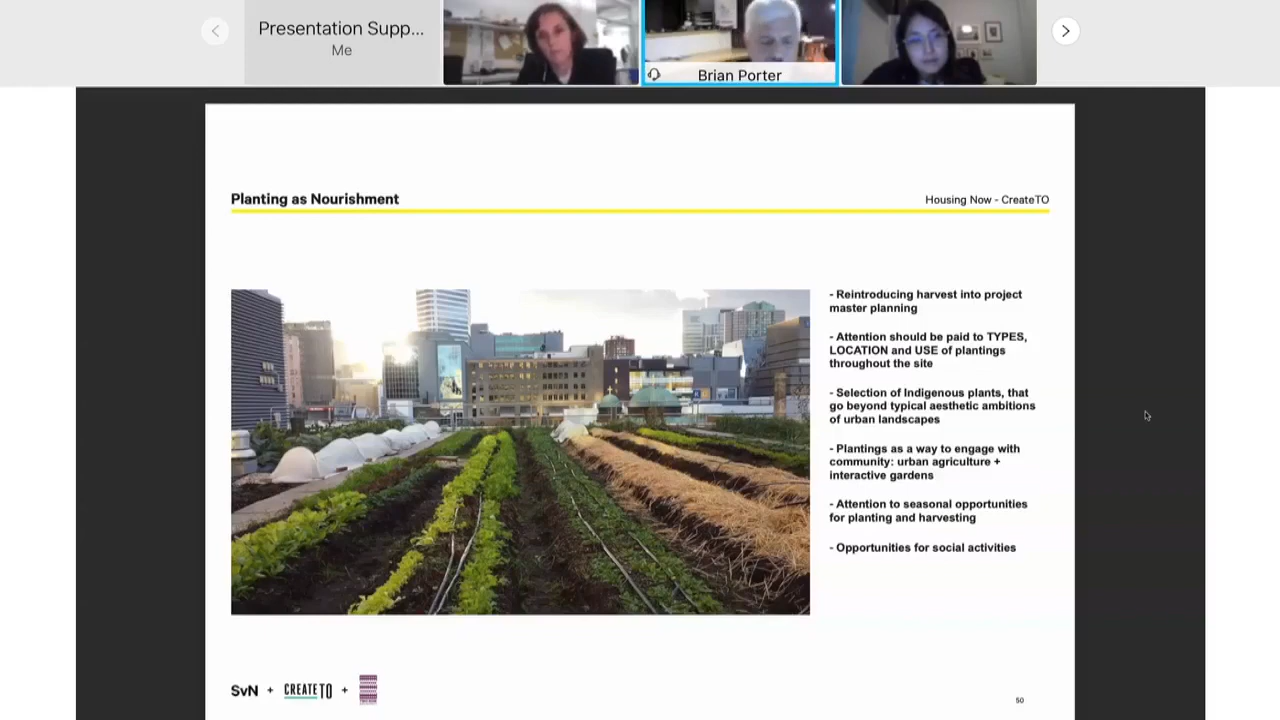 Presentation Supp...
Me
Brian Porter
Planting as Nourishment
Housing Now - CreateTO
- Reintroducing harvest into project
master planning
- Attention should be paid to TYPES,
LOCATION and USE of plantings
throughout the site
- Selection of Indigenous plants, that
go beyond typical aesthetic ambitions
of urban landscapes
- Plantings as a way to engage with
community: urban agriculture +
interactive gardens
- Attention to seasonal opportunities
for planting and harvesting
- Opportunities for social activities
SvN + CREATETO +
50